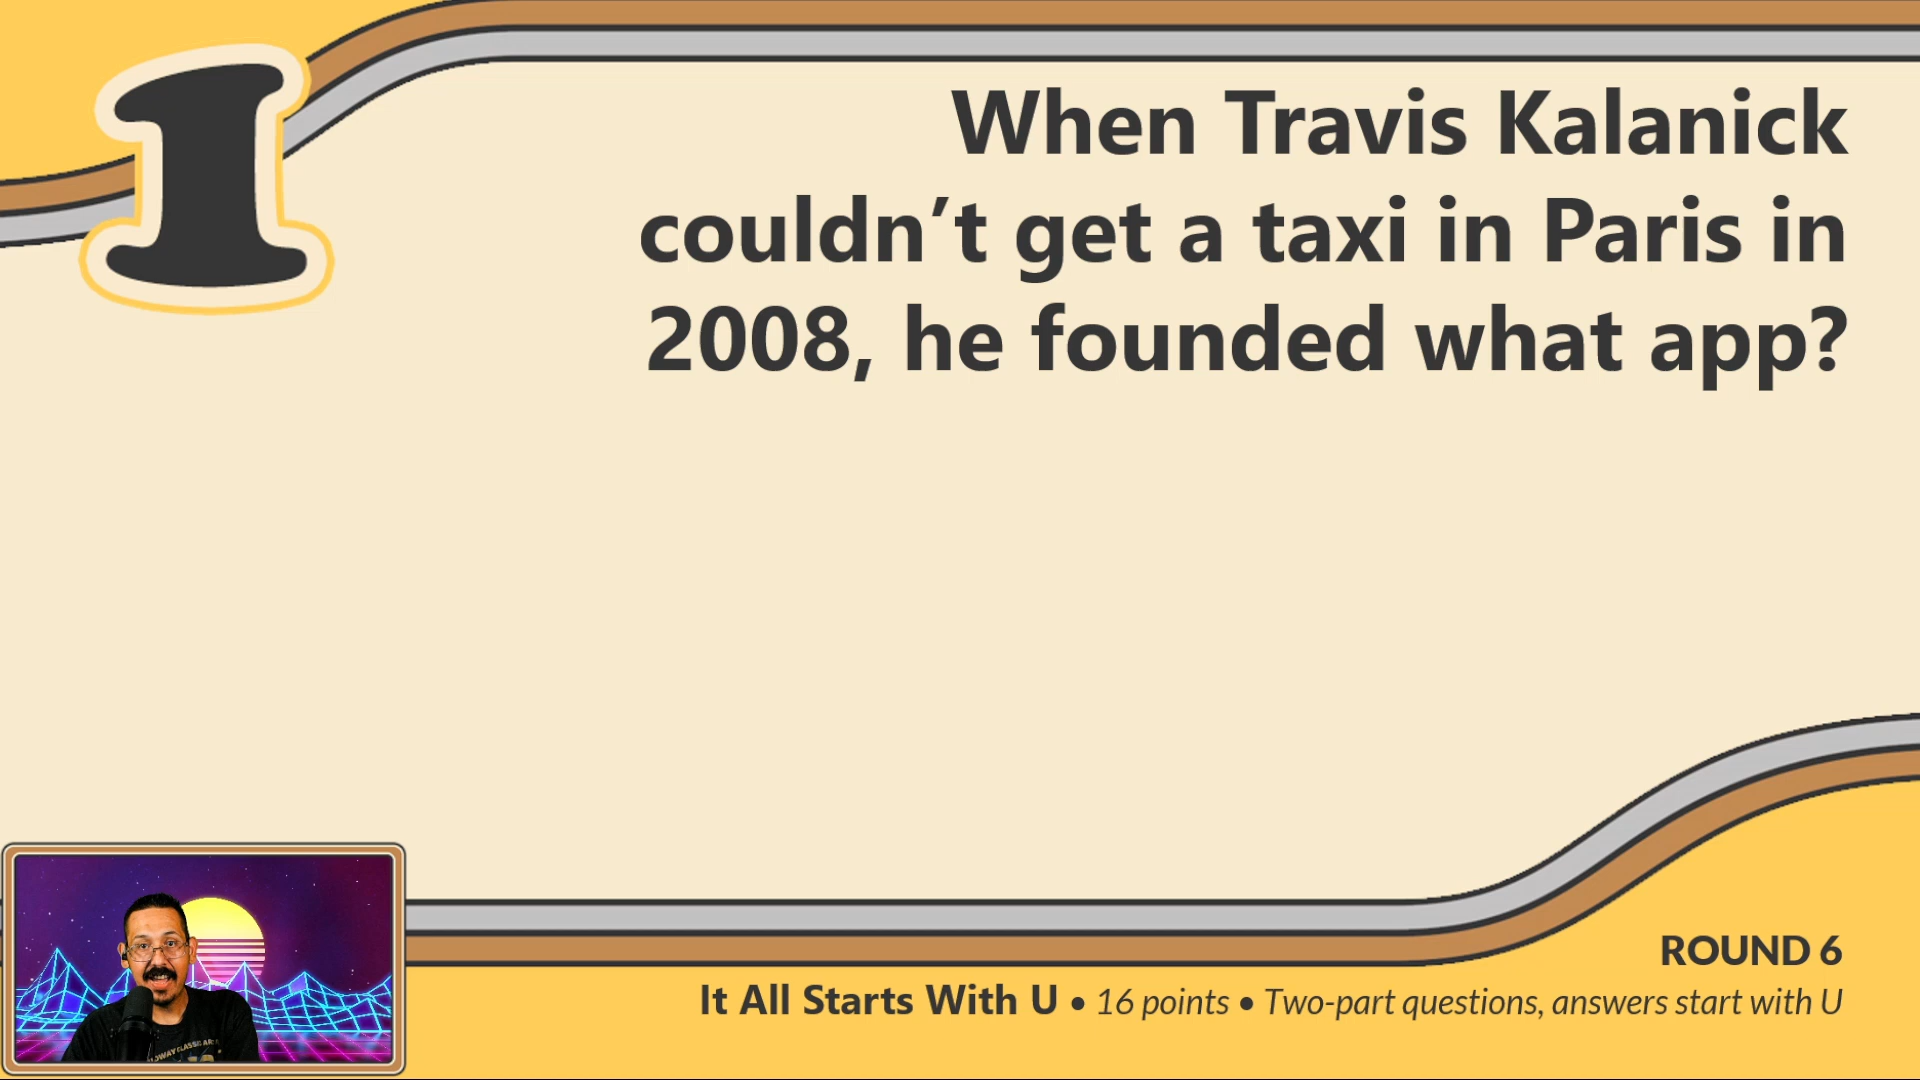 1
When Travis Kalanick
couldn’t get a taxi in Paris in
2008, he founded what app?
ROUND 6
It All Starts With U • 16 points • Two-part questions, answers start with U